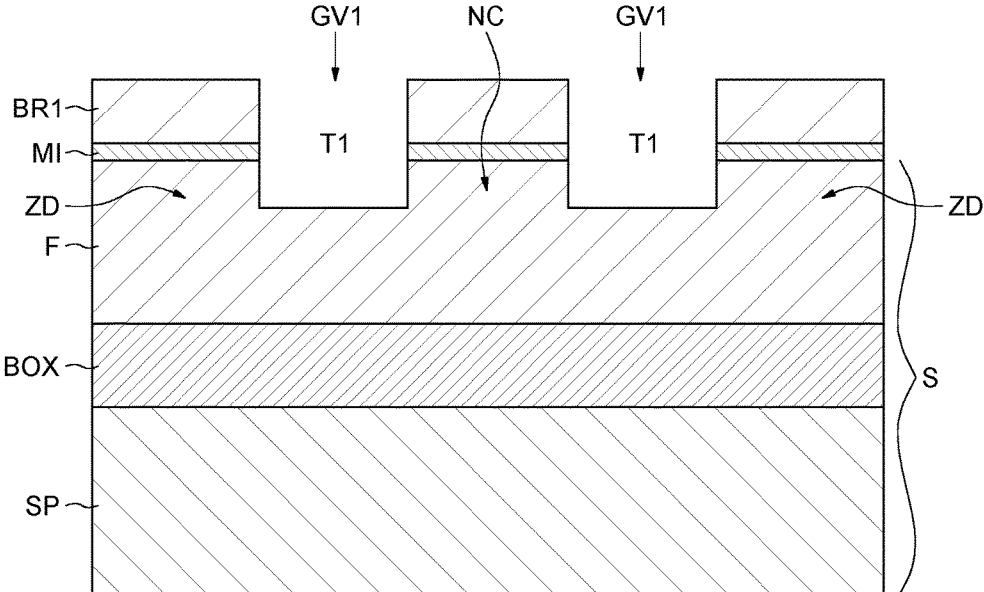 GV1 NC GV1
BR1
T1 T1
MI
ZD ZD
F
BOX S
SP